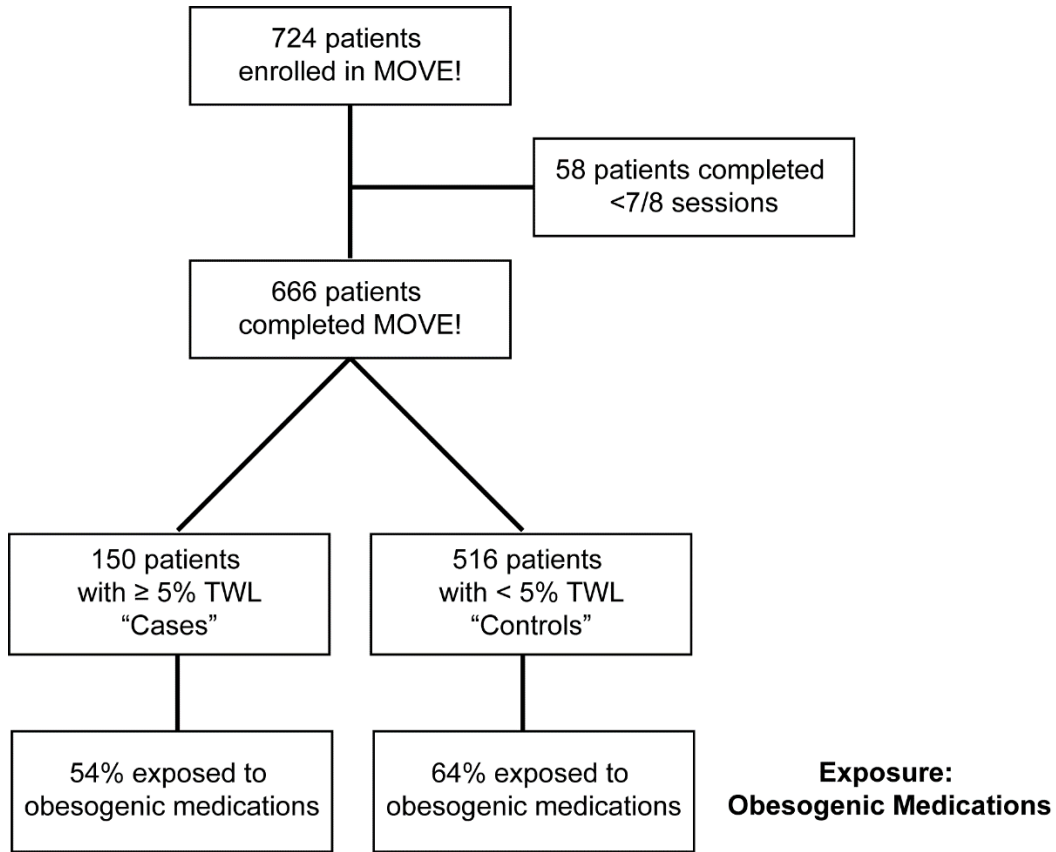 724 patients
enrolled in MOVE!
58 patients completed
<7/8 sessions
666 patients
completed MOVE!
150 patients
with ≥ 5% TWL
“Cases”
516 patients
with < 5% TWL
“Controls”
54% exposed to
obesogenic medications
64% exposed to
obesogenic medications
Exposure:
Obesogenic Medications